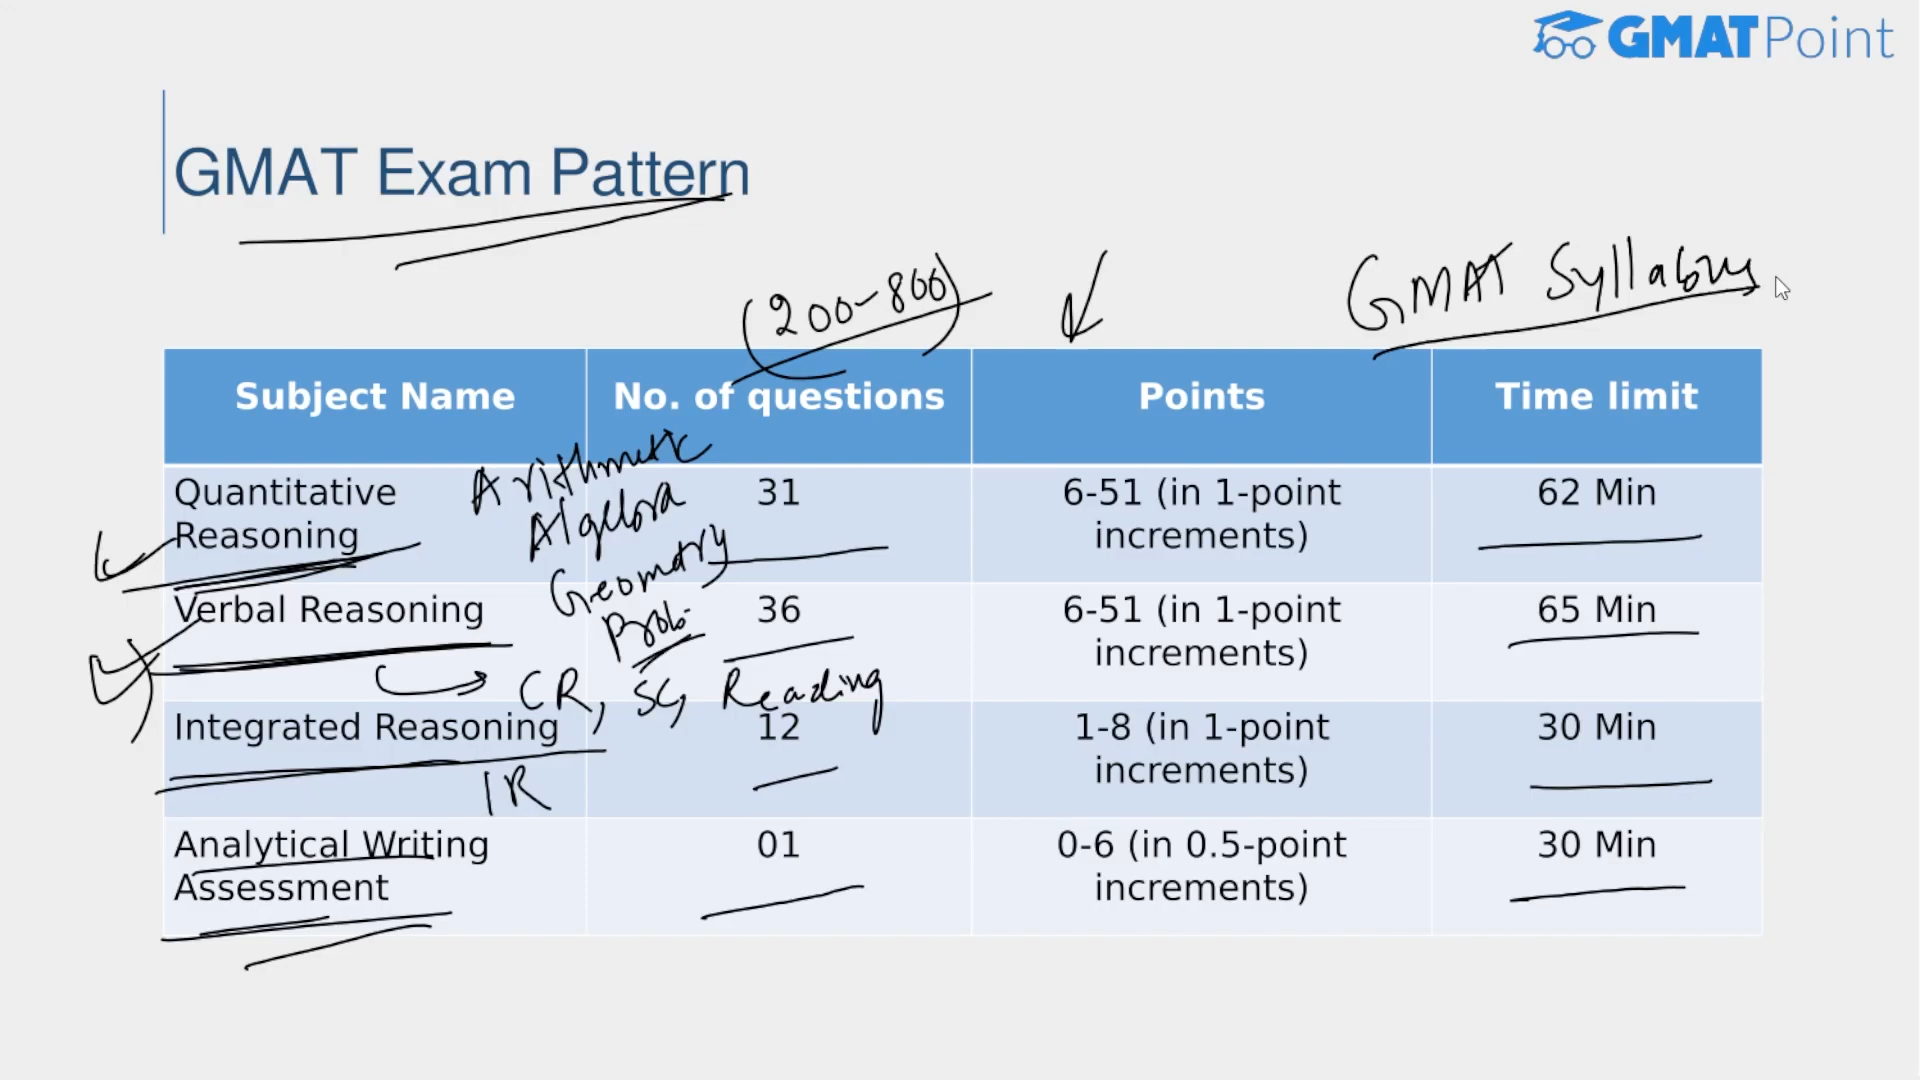 GMATPoint
GMAT Exam Pattern
(200-800)
GMAT Syllabus
Subject Name
No. of questions
Points
Time limit
Quantitative
Reasoning
Arithmetic
Algebra
Geometry
Prob.
31
6-51 (in 1-point
increments)
62 Min
Verbal Reasoning
36
6-51 (in 1-point
increments)
65 Min
CR, SC, Reading
Integrated Reasoning
IR
12
1-8 (in 1-point
increments)
30 Min
Analytical Writing
Assessment
01
0-6 (in 0.5-point
increments)
30 Min